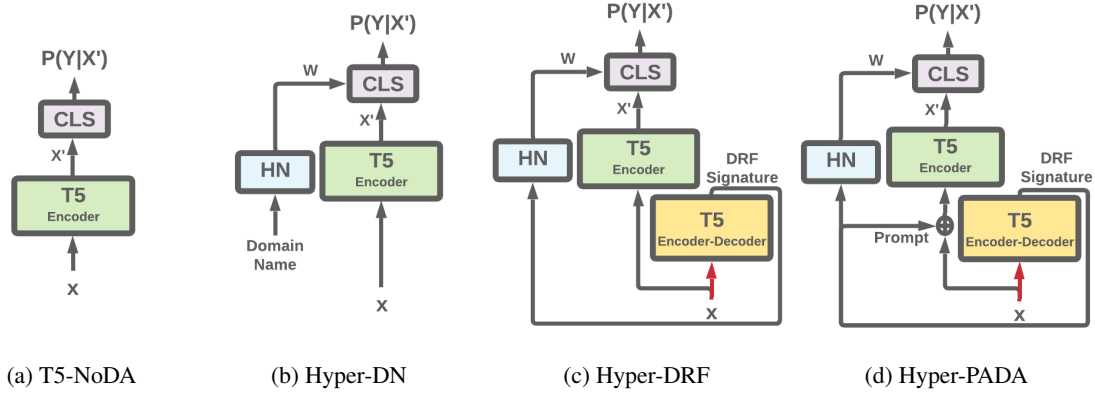 P(Y|X')
CLS
X'
T5
Encoder
x
(a) T5-NoDA
P(Y|X')
W
CLS
X'
HN
T5
Encoder
Domain
Name
x
(b) Hyper-DN
P(Y|X')
W
CLS
X'
HN
T5
Encoder
DRF
Signature
T5
Encoder-Decoder
x
(c) Hyper-DRF
P(Y|X')
W
CLS
X'
HN
T5
Encoder
DRF
Signature
Prompt
T5
Encoder-Decoder
x
(d) Hyper-PADA